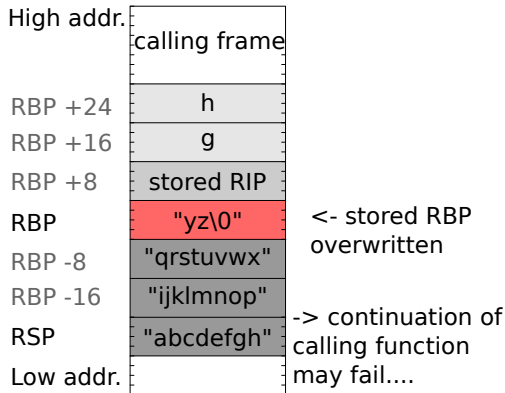 High addr.
calling frame
RBP +24 h
RBP +16 g
RBP +8 stored RIP
RBP "yz\0" <- stored RBP
overwritten
RBP -8 "qrstuvwx"
RBP -16 "ijklmnop"
RSP "abcdefgh" -> continuation of
calling function
Low addr. may fail....